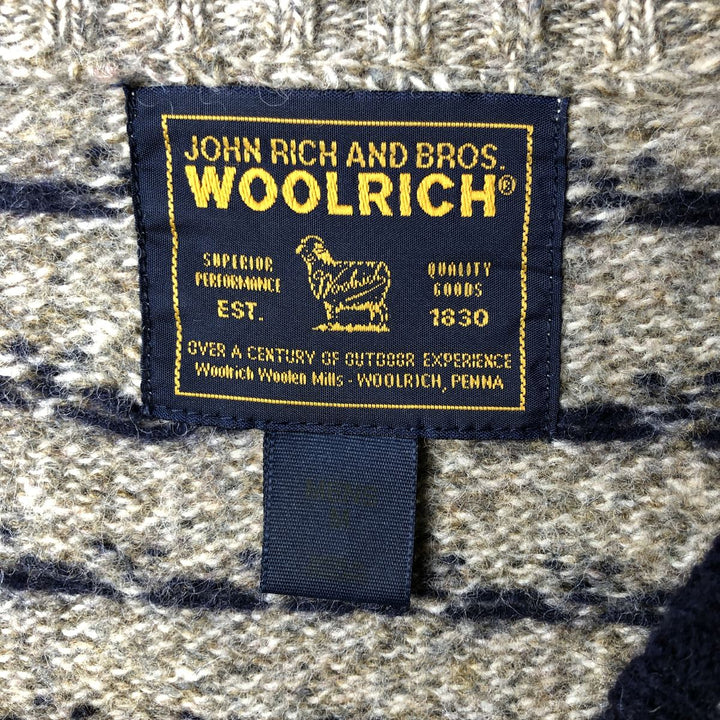 JOHN RICH AND BROS.
WOOLRICH®
SUPERIOR
PERFORMANCE
EST.
Woolrich
QUALITY
GOODS
1830
OVER A CENTURY OF OUTDOOR EXPERIENCE
Woolrich Woolen Mills - WOOLRICH, PENNA